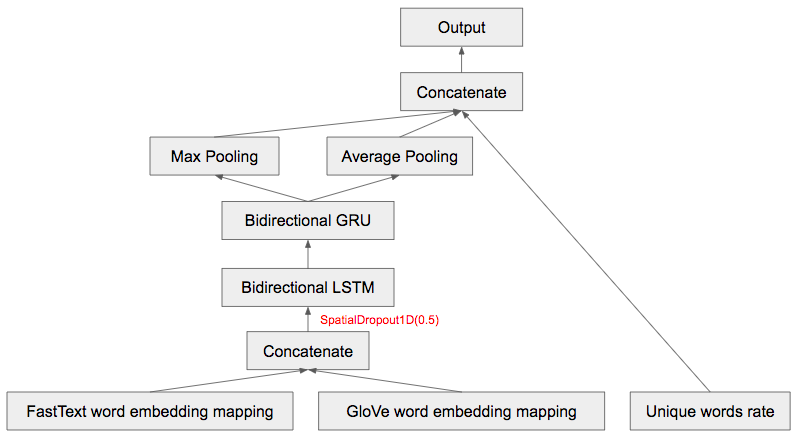 Output
Concatenate
Max Pooling
Average Pooling
Bidirectional GRU
Bidirectional LSTM
SpatialDropout1D(0.5)
Concatenate
FastText word embedding mapping
GloVe word embedding mapping
Unique words rate